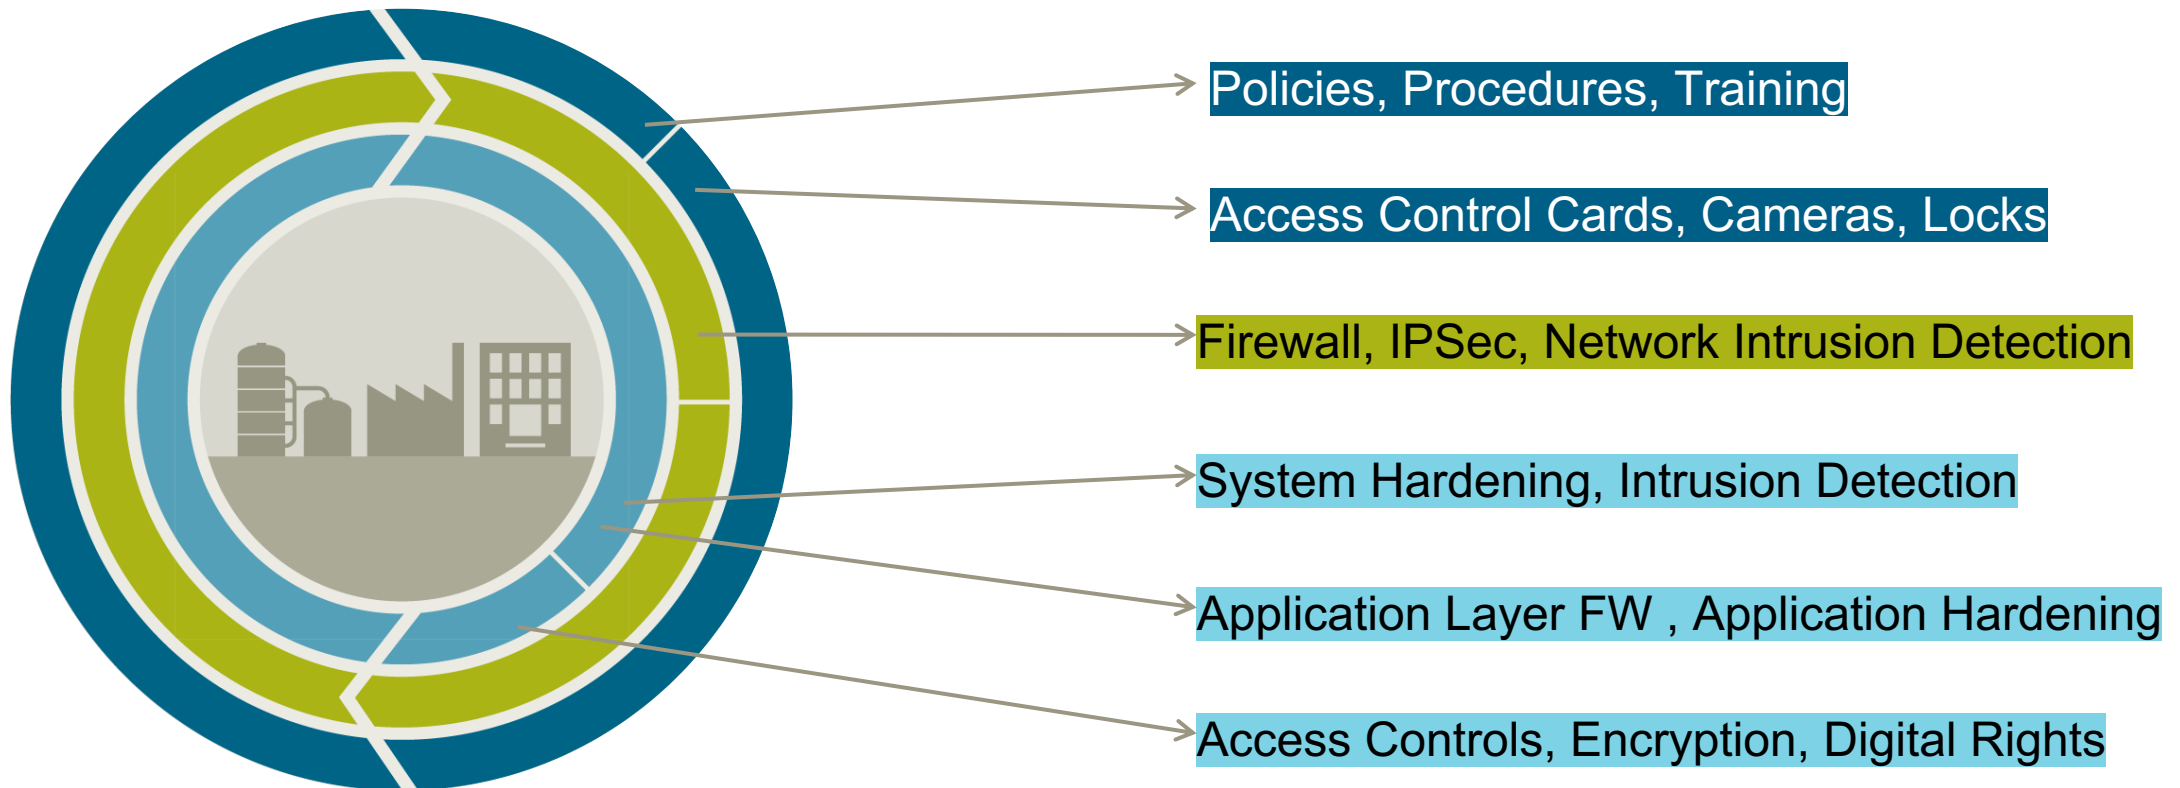 Policies, Procedures, Training
Access Control Cards, Cameras, Locks
Firewall, IPSec, Network Intrusion Detection
System Hardening, Intrusion Detection
Application Layer FW , Application Hardening
Access Controls, Encryption, Digital Rights